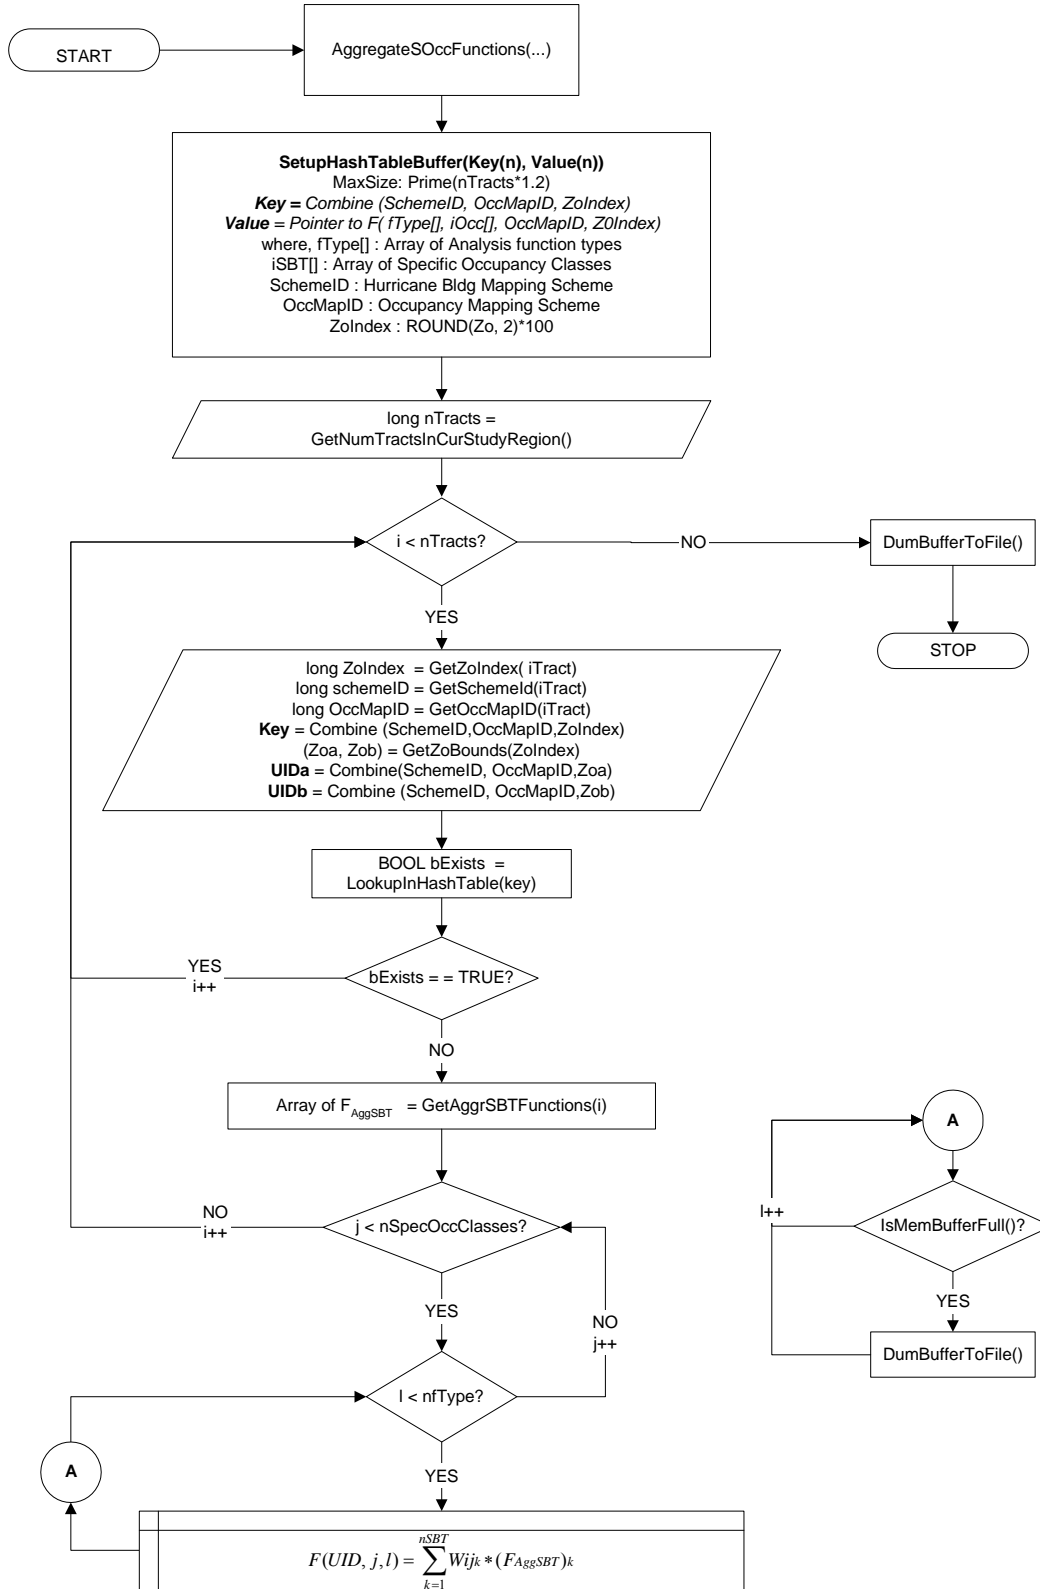 START
AggregateSOccFunctions(...)
SetupHashTableBuffer(Key(n), Value(n))
MaxSize: Prime(nTracts*1.2)
Key = Combine (SchemeID, OccMapID, ZoIndex)
Value = Pointer to F( fType[], iOcc[], OccMapID, Z0Index)
where, fType[] : Array of Analysis function types
iSBT[] : Array of Specific Occupancy Classes
SchemeID : Hurricane Bldg Mapping Scheme
OccMapID : Occupancy Mapping Scheme
ZoIndex : ROUND(Zo, 2)*100
long nTracts =
GetNumTractsInCurStudyRegion()
i < nTracts?
NO
DumBufferToFile()
YES
STOP
long ZoIndex = GetZoIndex( iTract)
long schemeID = GetSchemeId(iTract)
long OccMapID = GetOccMapID(iTract)
Key = Combine (SchemeID,OccMapID,ZoIndex)
(Zoa, Zob) = GetZoBounds(ZoIndex)
UIDa = Combine(SchemeID, OccMapID,Zoa)
UIDb = Combine (SchemeID, OccMapID,Zob)
BOOL bExists =
LookupInHashTable(key)
bExists = = TRUE?
YES
i++
NO
Array of F AggSBT = GetAggrSBTFunctions(i)
j < nSpecOccClasses?
NO
i++
YES
NO
j++
l < nfType?
A
YES
F(UID, j,l) = \sum_{k=1}^{nSBT} Wijk * (FAggSBT)k
A
IsMemBufferFull()?
l++
YES
DumBufferToFile()